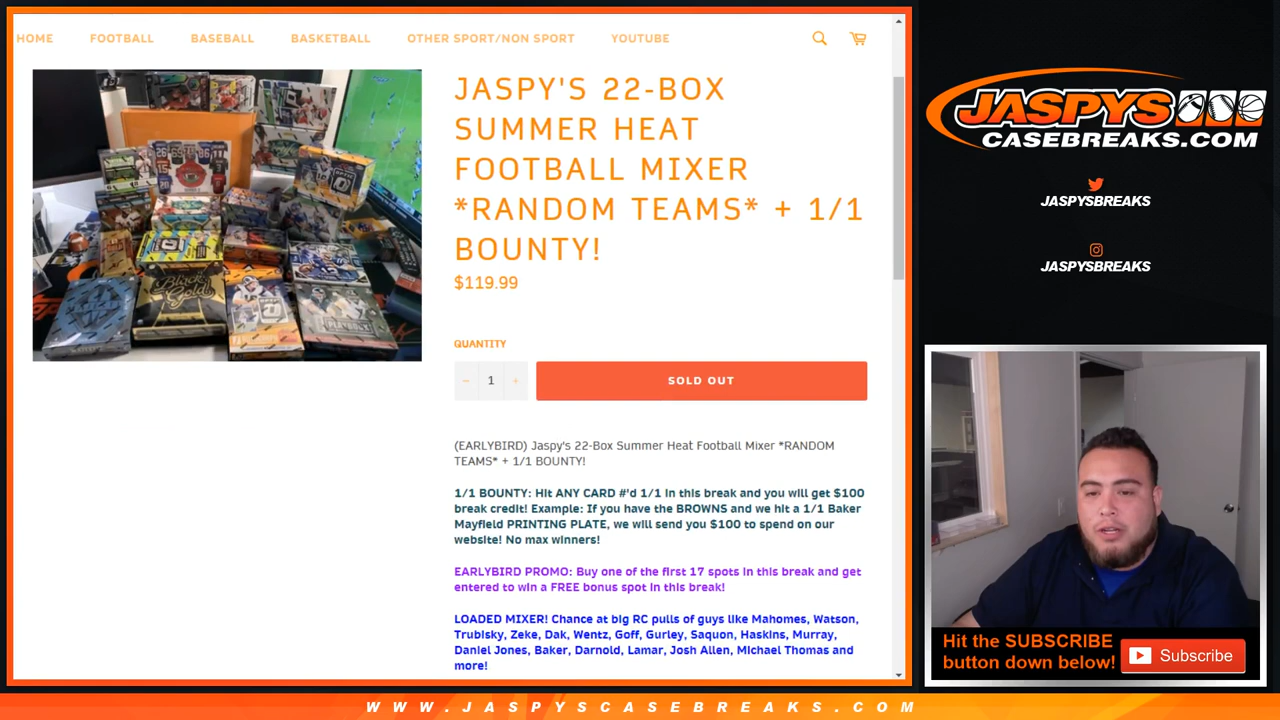 HOME FOOTBALL BASEBALL BASKETBALL OTHER SPORT/NON SPORT YOUTUBE
JASPY'S 22-BOX
SUMMER HEAT
FOOTBALL MIXER
*RANDOM TEAMS* + 1/1
BOUNTY!
$119.99
QUANTITY
− 1 +
SOLD OUT
(EARLYBIRD) Jaspy's 22-Box Summer Heat Football Mixer *RANDOM
TEAMS* + 1/1 BOUNTY!
1/1 BOUNTY: Hit ANY CARD #'d 1/1 in this break and you will get $100
break credit! Example: If you have the BROWNS and we hit a 1/1 Baker
Mayfield PRINTING PLATE, we will send you $100 to spend on our
website! No max winners!
EARLYBIRD PROMO: Buy one of the first 17 spots in this break and get
entered to win a FREE bonus spot in this break!
LOADED MIXER! Chance at big RC pulls of guys like Mahomes, Watson,
Trubisky, Zeke, Dak, Wentz, Goff, Gurley, Saquon, Haskins, Murray,
Daniel Jones, Baker, Darnold, Lamar, Josh Allen, Michael Thomas and
more!
Black Gold
OPTIC
PLAYBOOK
JASPYS
CASEBREAKS.COM
JASPYSBREAKS
JASPYSBREAKS
Hit the SUBSCRIBE
button down below!
Subscribe
WWW.JASPYSCASEBREAKS.COM